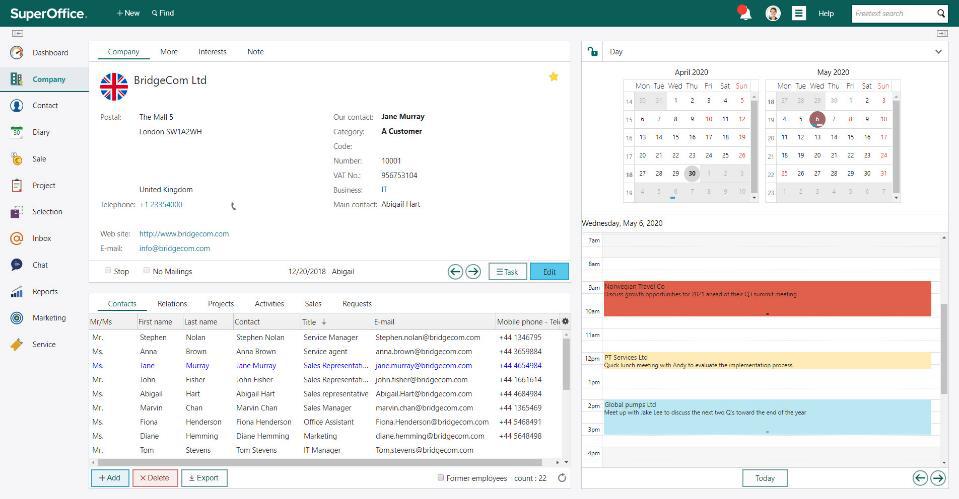 SuperOffice.
+ New
Find
Help
Freetext search
Dashboard
Company
Contact
Diary
Sale
Project
Selection
Inbox
Chat
Reports
Marketing
Service
Company More Interests Note
BridgeCom Ltd
Postal: The Mall 5
London SW1A2WH
United Kingdom
Telephone: +1 23354000
Web site: http://www.bridgecom.com
E-mail: info@bridgecom.com
Our contact: Jane Murray
Category: A Customer
Code:
Number: 10001
VAT No.: 956753104
Business: IT
Main contact: Abigail Hart
Stop No Mailings 12/20/2018 Abigail Task Edit
Contacts Relations Projects Activities Sales Requests
Mr/Ms First name Last name Contact Title E-mail Mobile phone - Tele
Mr. Stephen Nolan Stephen Nolan Service Manager Stephen.nolan@bridgecom.com +44 1346795
Ms. Anna Brown Anna Brown Service agent anna.brown@bridgecom.com +44 3659884
Ms. Jane Murray Jane Murray Sales Representati... jane.murray@bridgecom.com +44 4654984
Mr. John Fisher John Fisher Sales Representati... john.fisher@bridgecom.com +44 1661614
Ms. Abigail Hart Abigail Hart Sales representative Abigail.Hart@bridgecom.com +44 4684984
Mr. Marvin Chan Marvin Chan Sales Manager marvin.chan@bridgecom.com +44 1365469
Ms. Fiona Henderson Fiona Henderson Office Assistant Fiona.Henderson@bridgecom.com +44 5468491
Ms. Diane Hemming Diane Hemming Marketing diane.hemming@bridgecom.com +44 5648498
Mr. Tom Stevens Tom Stevens IT Manager Tom.stevens@bridgecom.com
+ Add × Delete Export Former employees - count : 22
Day
April 2020
Mon Tue Wed Thu Fri Sat Sun
14 30 31 1 2 3 4 5
15 6 7 8 9 10 11 12
16 13 14 15 16 17 18 19
17 20 21 22 23 24 25 26
18 27 28 29 30 1 2 3
19 4 5 6 7 8 9 10
May 2020
Mon Tue Wed Thu Fri Sat Sun
18 27 28 29 30 1 2 3
19 4 5 6 7 8 9 10
20 11 12 13 14 15 16 17
21 18 19 20 21 22 23 24
22 25 26 27 28 29 30 31
23 1 2 3 4 5 6 7
Wednesday, May 6, 2020
7am
8am
9am Norwegian Travel Co
Discuss growth opportunities for 2021 ahead of their Q3 summit meeting
10am
11am
12pm PT Services Ltd
Quick lunch meeting with Andy to evaluate the implementation process
1pm
2pm Global pumps Ltd
Meet up with Jake Lee to discuss the next two Q's toward the end of the year
3pm
4pm
Today